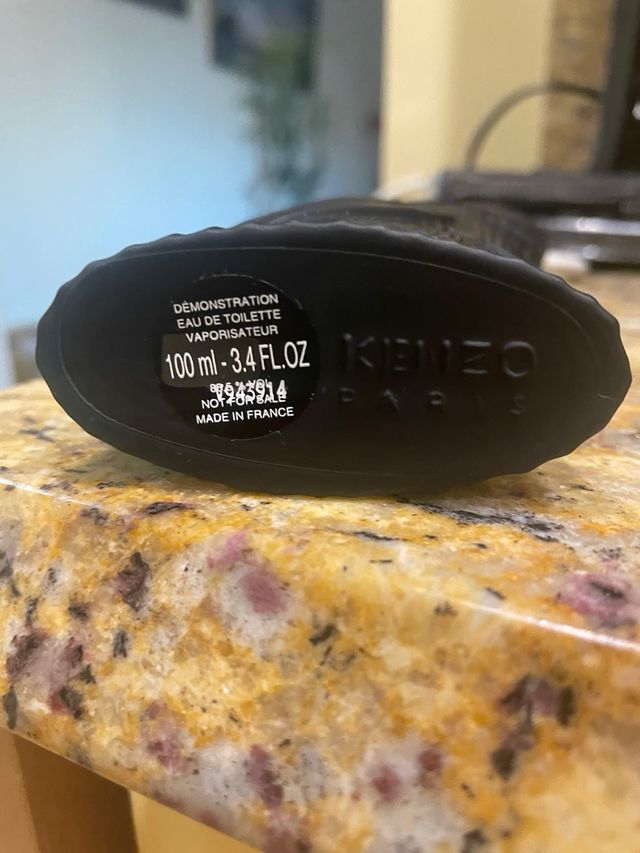 DÉMONSTRATION
EAU DE TOILETTE
VAPORISATEUR
100 ml - 3.4 FL.OZ
NOT FOR SALE
MADE IN FRANCE
KENZO
PARIS